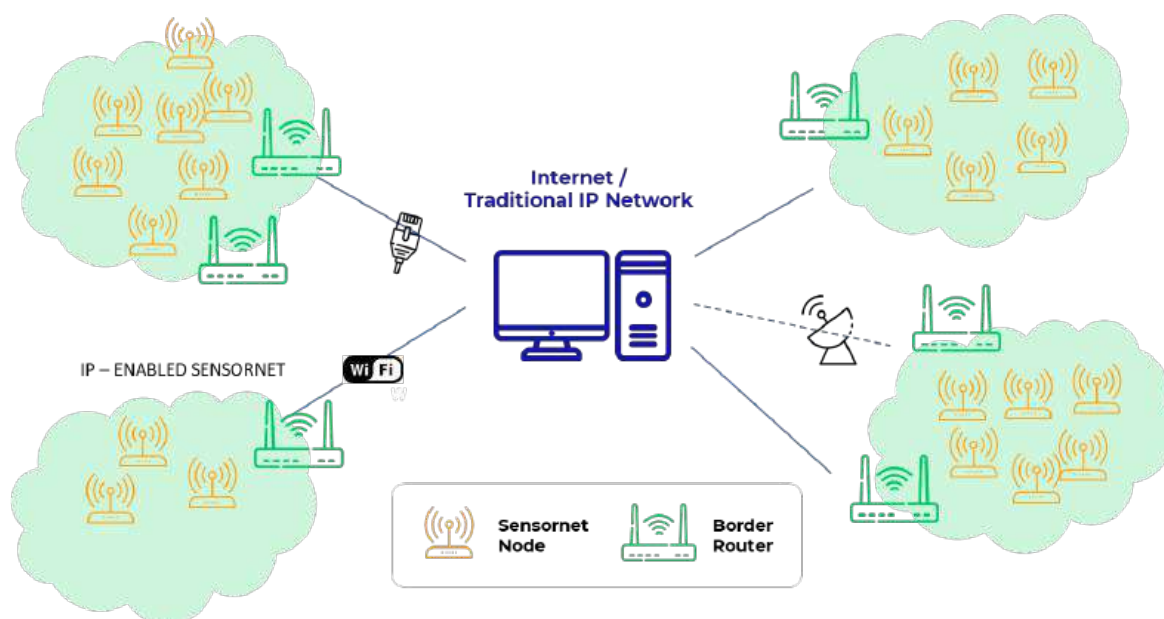 Internet /
Traditional IP Network
IP – ENABLED SENSORNET
Wi Fi
Sensornet
Node
Border
Router